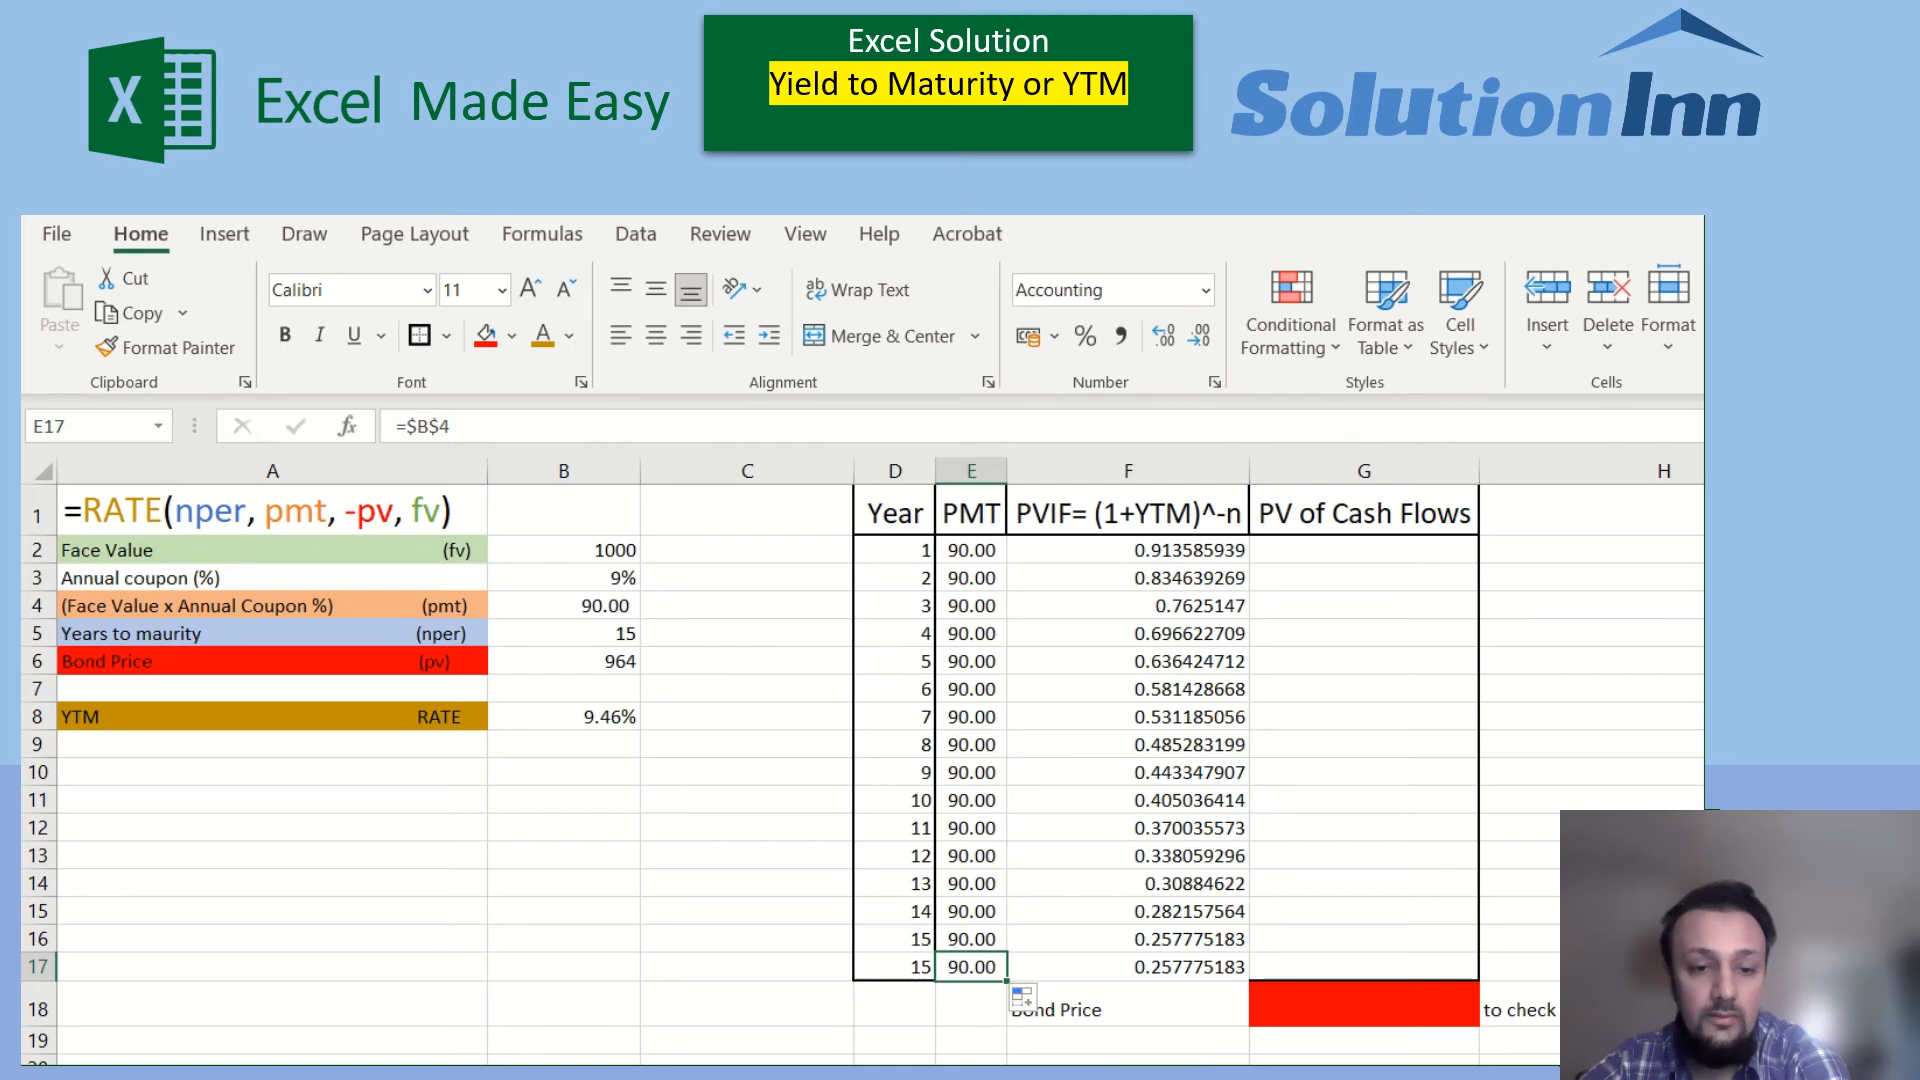 Excel Made Easy
Excel Solution
Yield to Maturity or YTM
SolutionInn
File Home Insert Draw Page Layout Formulas Data Review View Help Acrobat
Paste
Cut
Copy
Format Painter
Clipboard
Calibri 11
B I U
Font
Wrap Text
Merge & Center
Alignment
Accounting
Number
Conditional Formatting
Format as Table
Cell Styles
Styles
Insert Delete Format
Cells
E17 fx =$B$4
A B C D E F G H
1 =RATE(nper, pmt, -pv, fv) Year PMT PVIF= (1+YTM)^-n PV of Cash Flows
2 Face Value (fv) 1000 1 90.00 0.913585939
3 Annual coupon (%) 9% 2 90.00 0.834639269
4 (Face Value x Annual Coupon %) (pmt) 90.00 3 90.00 0.7625147
5 Years to maurity (nper) 15 4 90.00 0.696622709
6 Bond Price (pv) 964 5 90.00 0.636424712
7 6 90.00 0.581428668
8 YTM RATE 9.46% 7 90.00 0.531185056
9 8 90.00 0.485283199
10 9 90.00 0.443347907
11 10 90.00 0.405036414
12 11 90.00 0.370035573
13 12 90.00 0.338059296
14 13 90.00 0.30884622
15 14 90.00 0.282157564
16 15 90.00 0.257775183
17 15 90.00 0.257775183
18 Bond Price to check
19